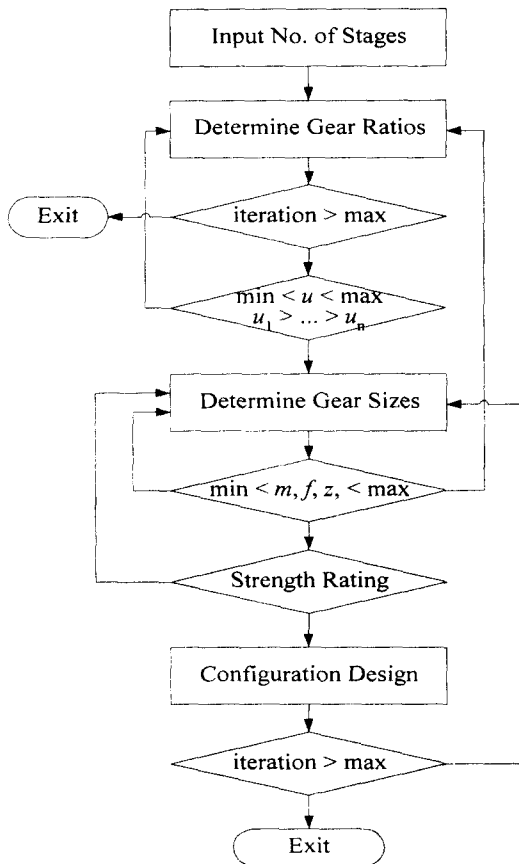 Input No. of Stages
Determine Gear Ratios
Exit
iteration > max
min < u < max
u₁ > ... > uₙ
Determine Gear Sizes
min < m, f, z, < max
Strength Rating
Configuration Design
iteration > max
Exit